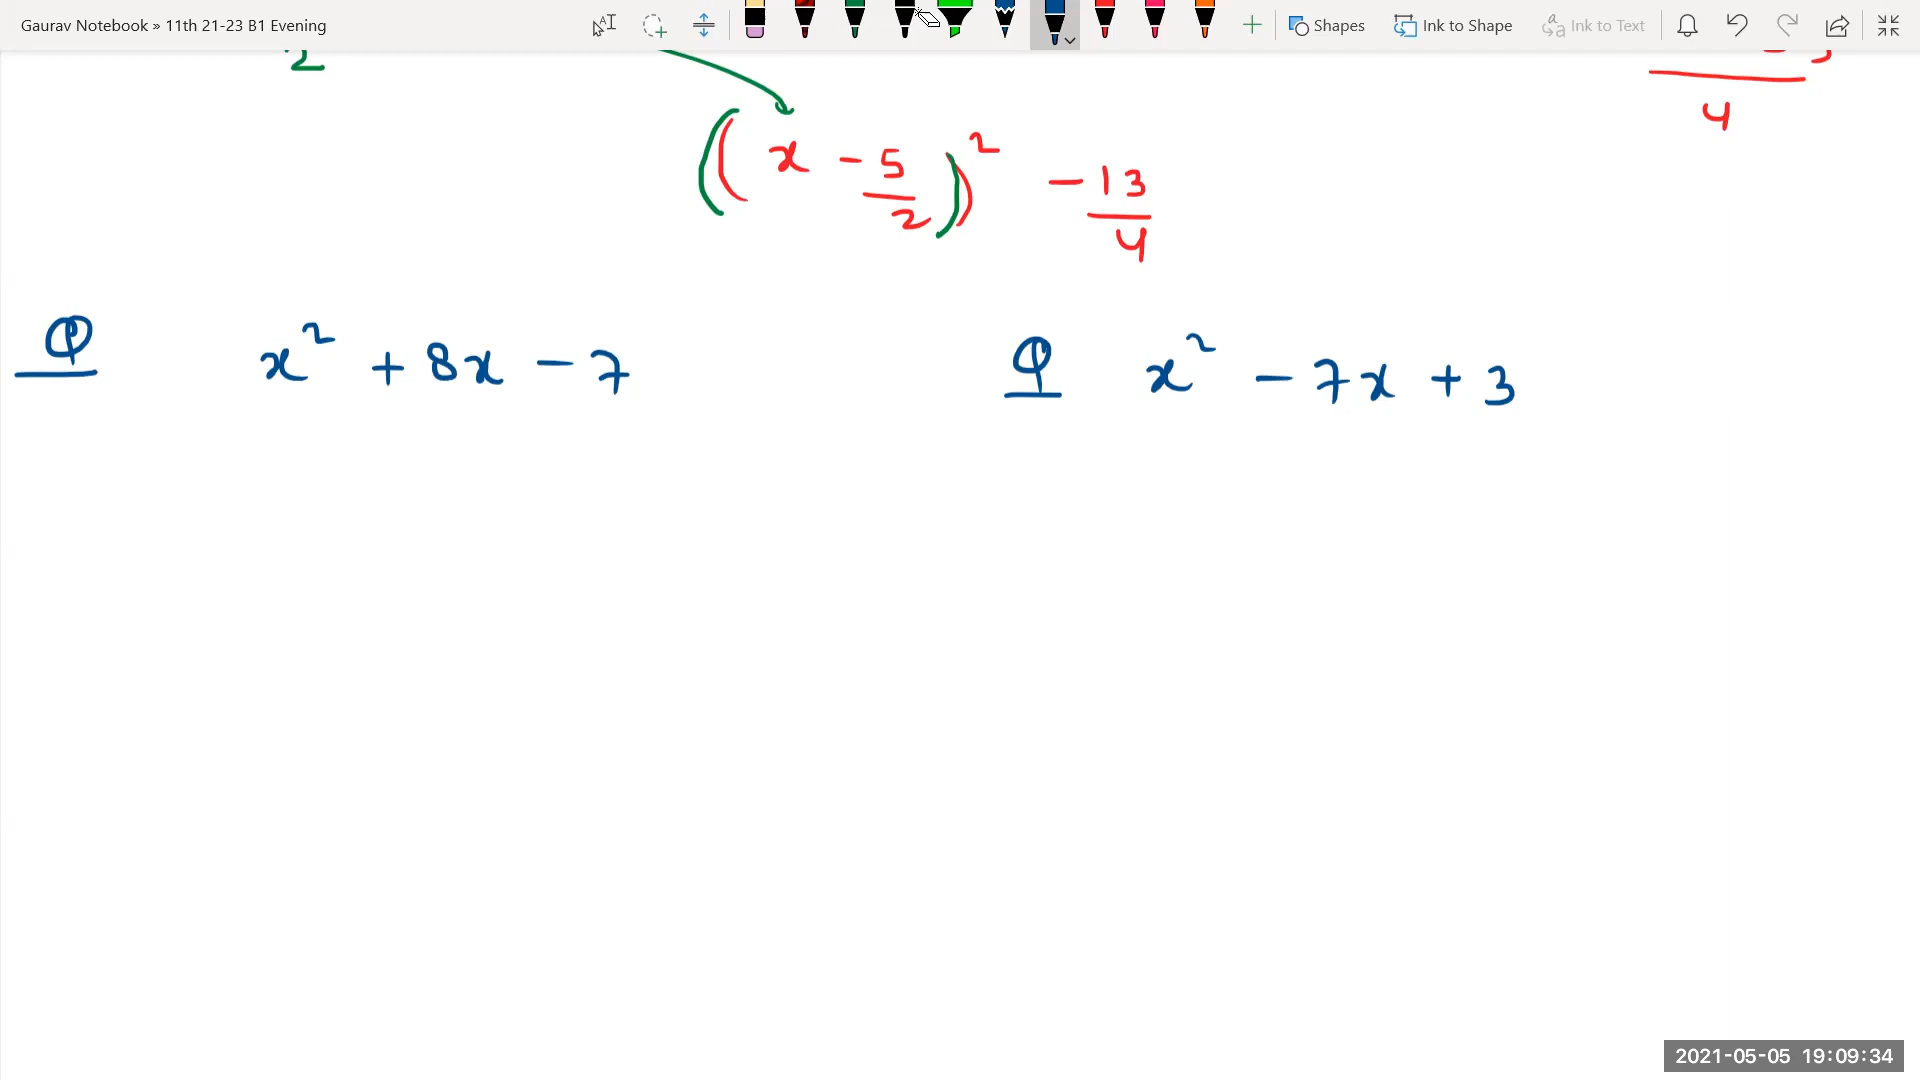 Gaurav Notebook » 11th 21-23 B1 Evening
Shapes
Ink to Shape
Ink to Text
2
4
((x - 5/2))² - 13/4
Q x² + 8x - 7
Q x² - 7x + 3
2021-05-05 19:09:34